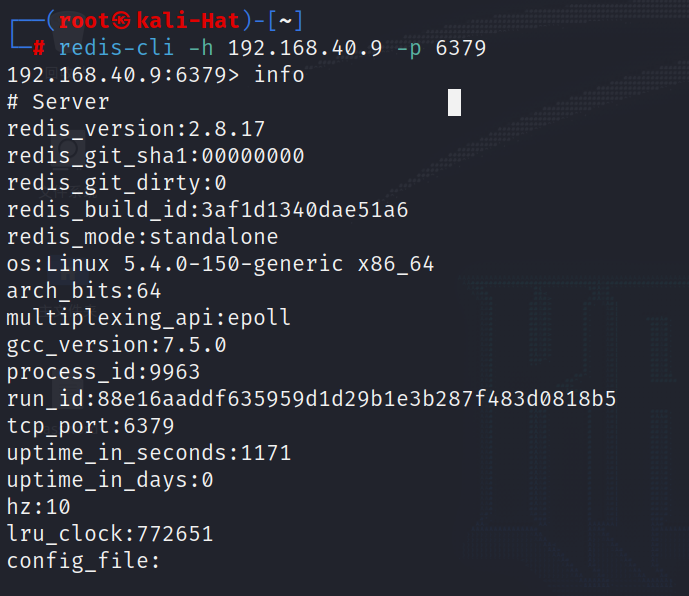 ┌──(root㉿kali-Hat)-[~]
└─# redis-cli -h 192.168.40.9 -p 6379
192.168.40.9:6379> info
# Server
redis_version:2.8.17
redis_git_sha1:00000000
redis_git_dirty:0
redis_build_id:3af1d1340dae51a6
redis_mode:standalone
os:Linux 5.4.0-150-generic x86_64
arch_bits:64
multiplexing_api:epoll
gcc_version:7.5.0
process_id:9963
run_id:88e16aaddf635959d1d29b1e3b287f483d0818b5
tcp_port:6379
uptime_in_seconds:1171
uptime_in_days:0
hz:10
lru_clock:772651
config_file: